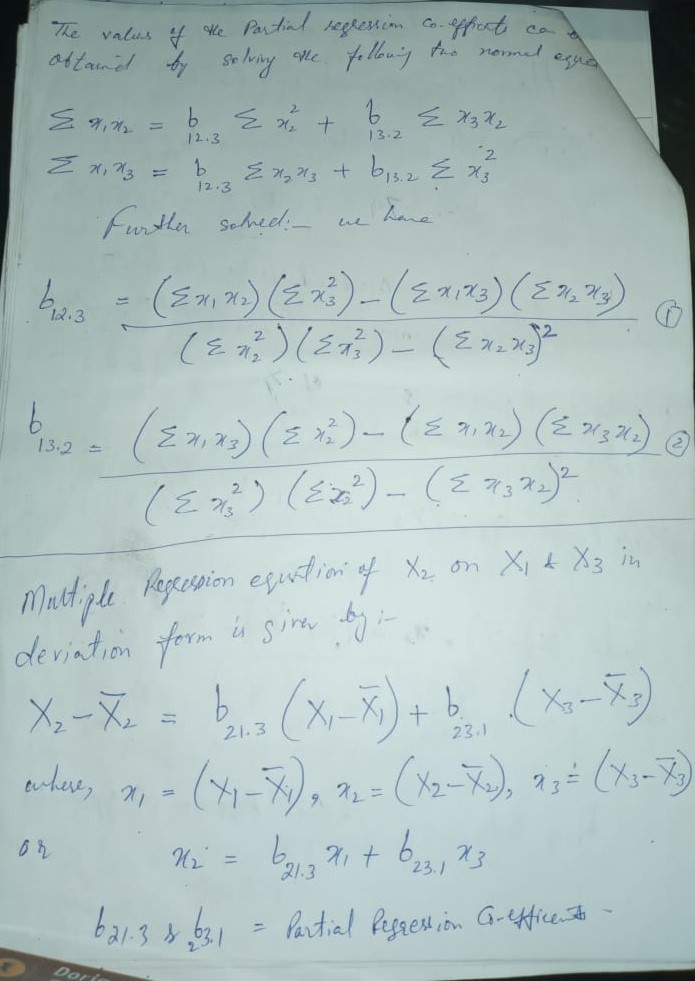 The values of the Partial regression co-efficients can b
obtained by solving the following two normal equa
Σ x₁x₂ = b₁₂.₃ Σ x₂² + b₁₃.₂ Σ x₃x₂
Σ x₁x₃ = b₁₂.₃ Σ x₂x₃ + b₁₃.₂ Σ x₃²
Further solved:- we have
b₁₂.₃ = (Σx₁x₂)(Σx₃²) - (Σx₁x₃)(Σx₂x₃) ①
(Σx₂²)(Σx₃²) - (Σx₂x₃)²
b₁₃.₂ = (Σx₁x₃)(Σx₂²) - (Σx₁x₂)(Σx₃x₂) ②
(Σx₃²)(Σx₂²) - (Σx₃x₂)²
Multiple Regression equation of X₂ on X₁ & X₃ in
deviation form is given by:-
X₂-X̄₂ = b₂₁.₃ (X₁-X̄₁) + b₂₃.₁ .(X₃-X̄₃)
where, x₁ = (X₁-X̄₁), x₂ = (X₂-X̄₂), x₃ = (X₃-X̄₃)
or x₂ = b₂₁.₃ x₁ + b₂₃.₁ x₃
b₂₁.₃ & b₂₃.₁ = Partial Regression Co-efficients -